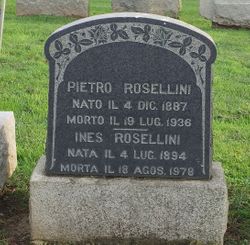 PIETRO ROSELLINI
NATO IL 4 DIC. 1887
MORTO IL 19 LUG. 1936
INES ROSELLINI
NATA IL 4 LUG. 1894
MORTA IL 18 AGOS. 1978